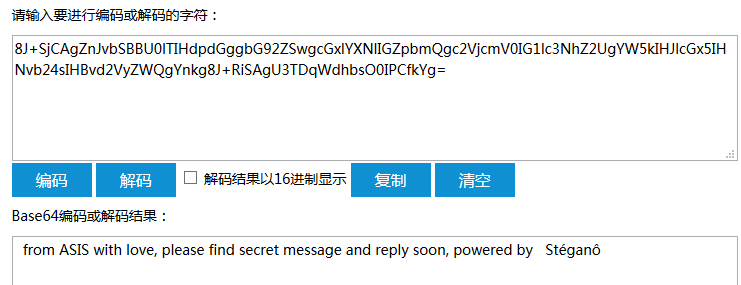 请输入要进行编码或解码的字符：
8J+SjCAgZnJvbSBBU0lTIHdpdGggbG92ZSwgcGxlYXNlIGZpbmQgc2VjcmV0IG1lc3NhZ2UgYW5kIHJlcGx5IH
Nvb24sIHBvd2VyZWQgYnkg8J+RiSAgU3TDqWdhbsO0IPCfkYg=
编码 解码 解码结果以16进制显示 复制 清空
Base64编码或解码结果：
from ASIS with love, please find secret message and reply soon, powered by Stéganô